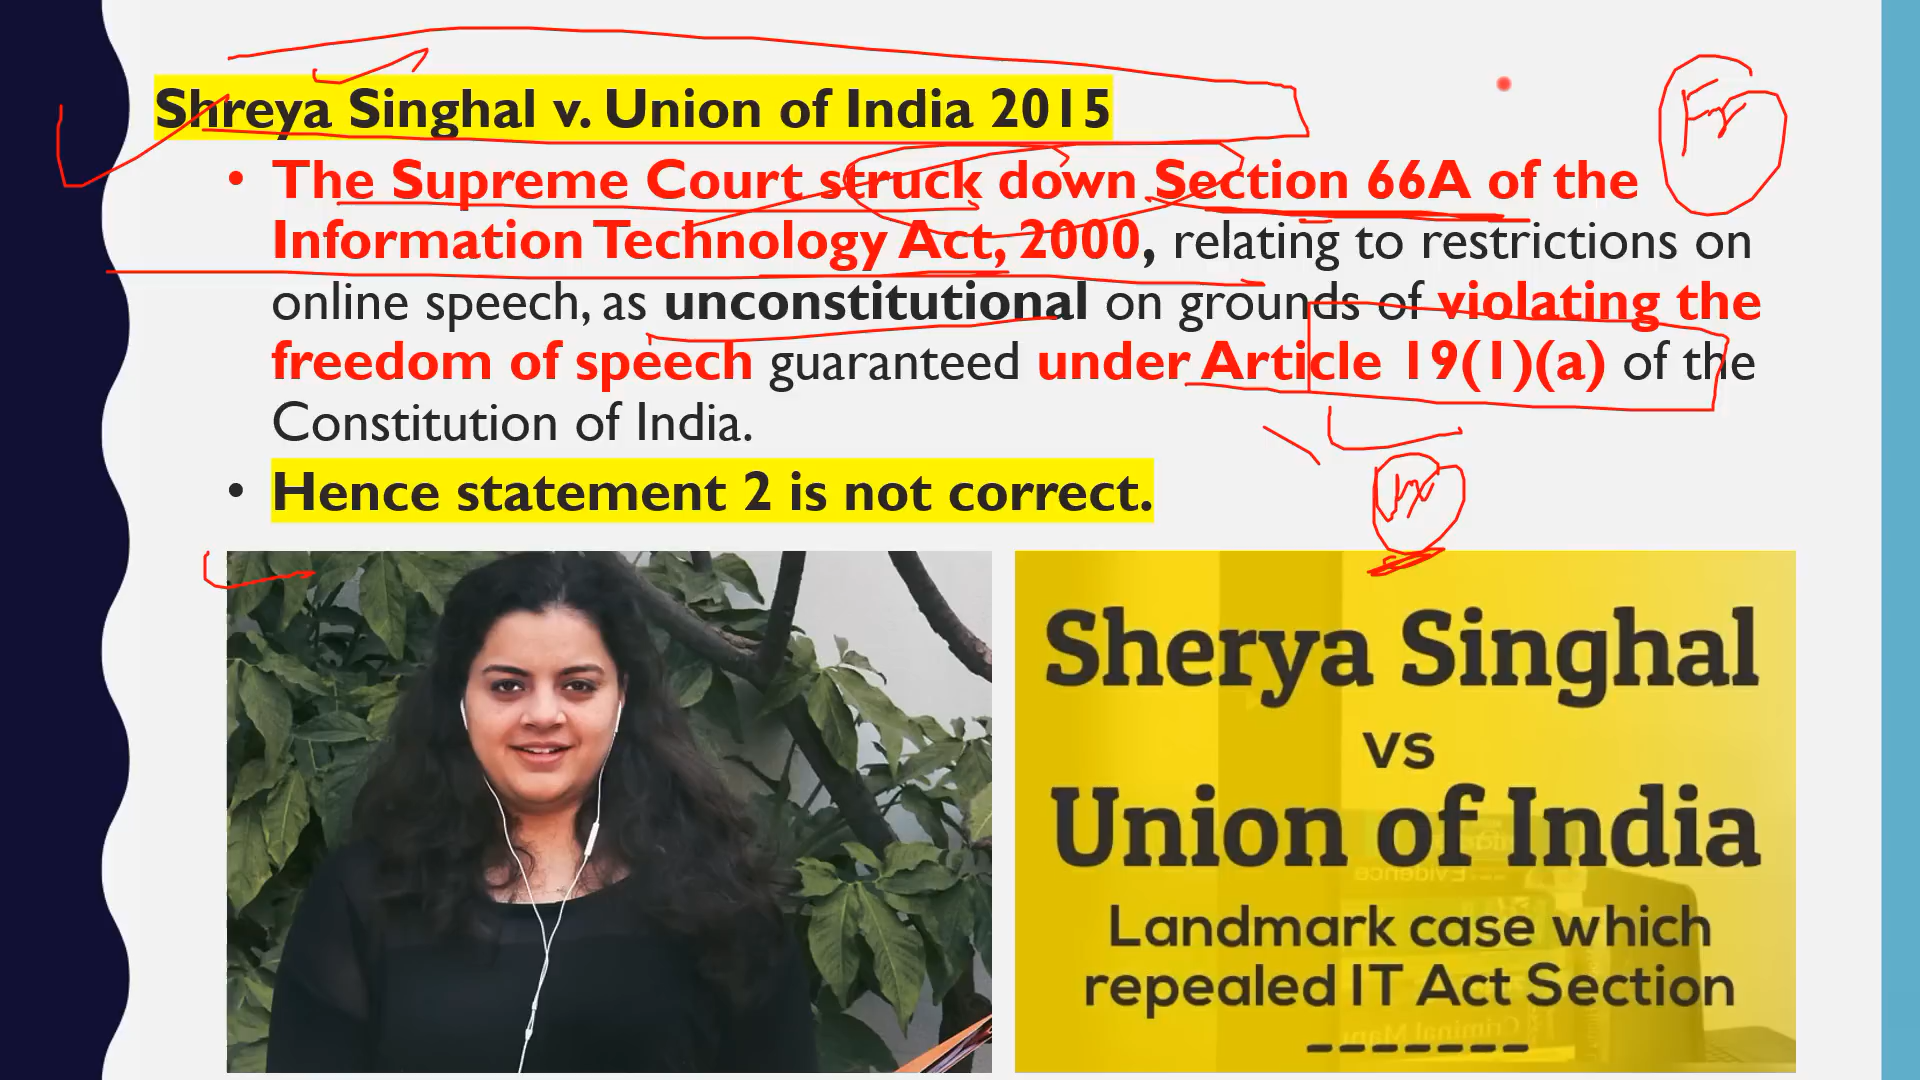 Shreya Singhal v. Union of India 2015
• The Supreme Court struck down Section 66A of the
Information Technology Act, 2000, relating to restrictions on
online speech, as unconstitutional on grounds of violating the
freedom of speech guaranteed under Article 19(1)(a) of the
Constitution of India.
• Hence statement 2 is not correct.
Sherya Singhal
vs
Union of India
Landmark case which
repealed IT Act Section
-------